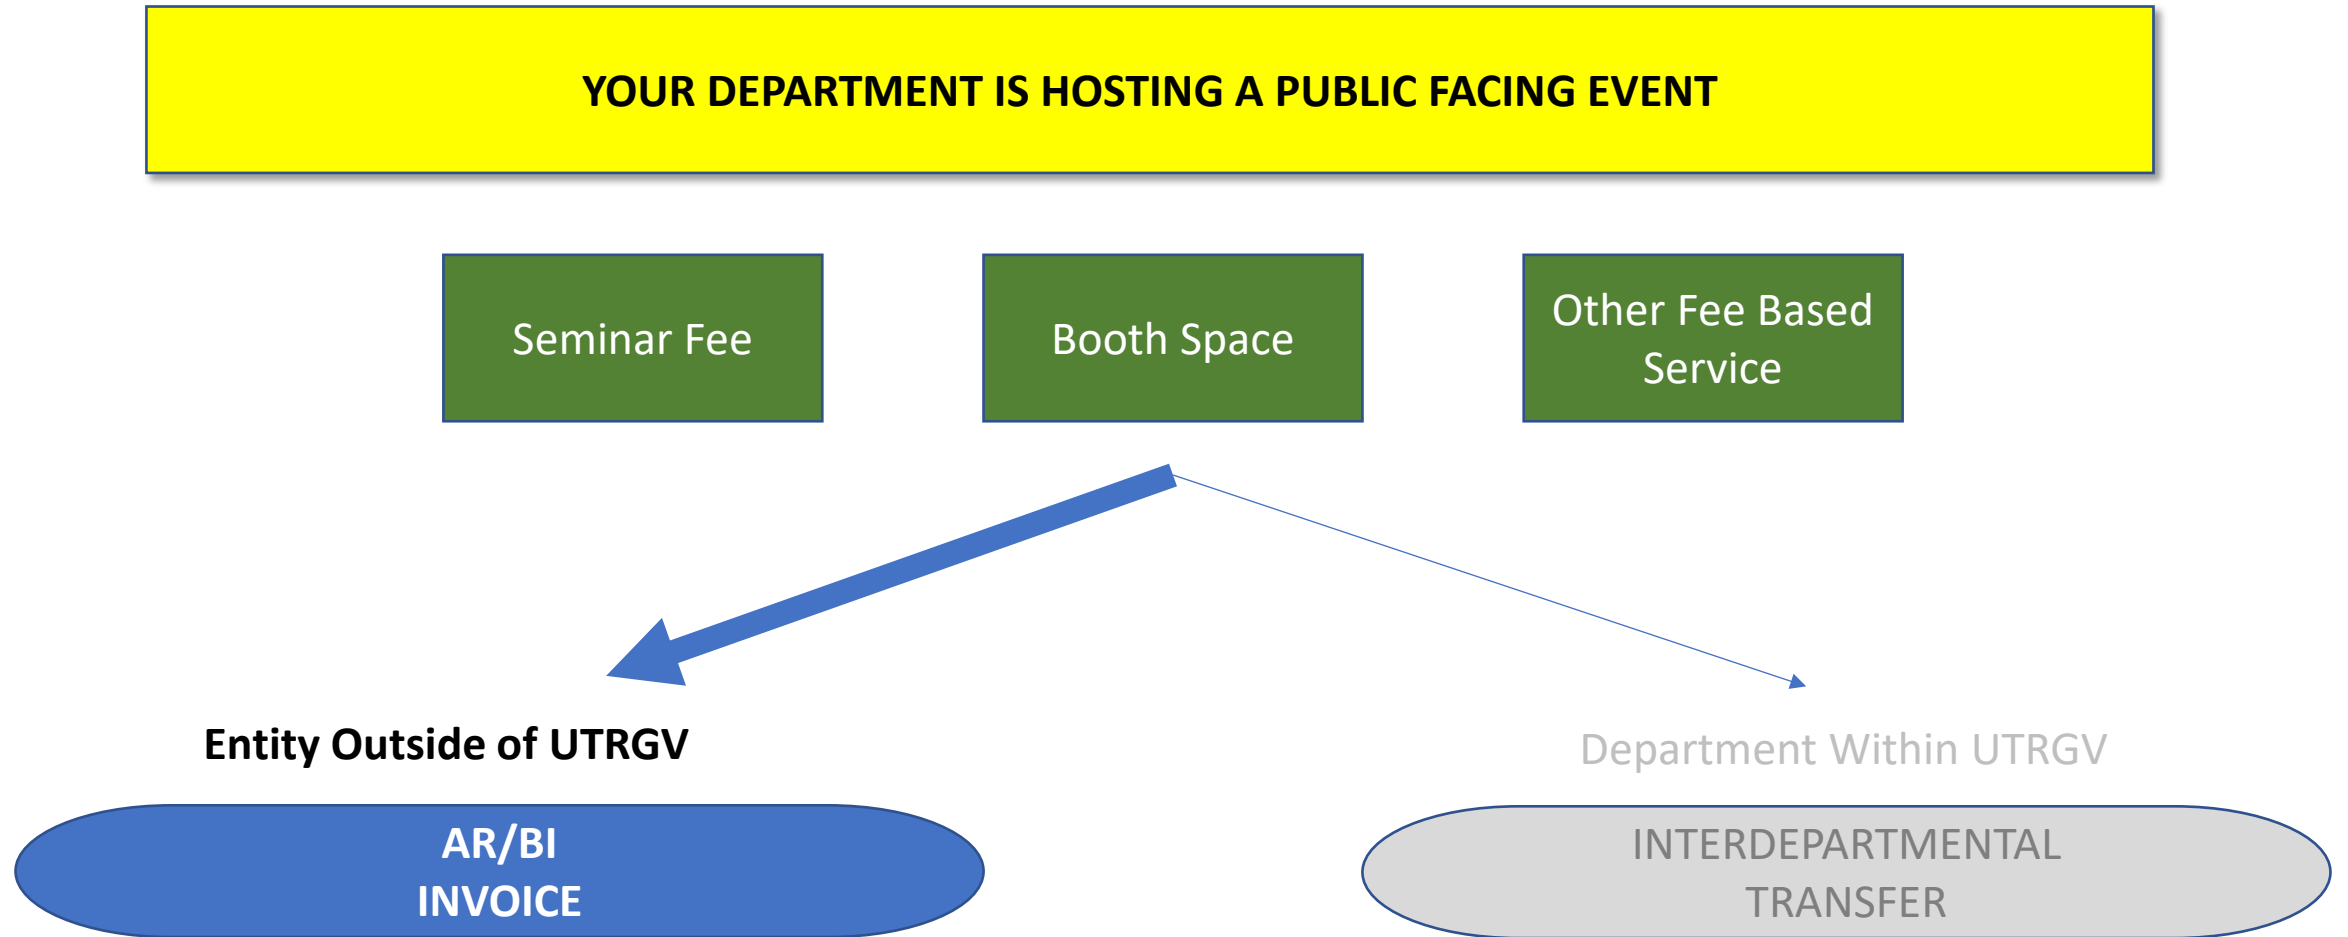 YOUR DEPARTMENT IS HOSTING A PUBLIC FACING EVENT
Seminar Fee
Booth Space
Other Fee Based
Service
Entity Outside of UTRGV
Department Within UTRGV
AR/BI
INVOICE
INTERDEPARTMENTAL
TRANSFER